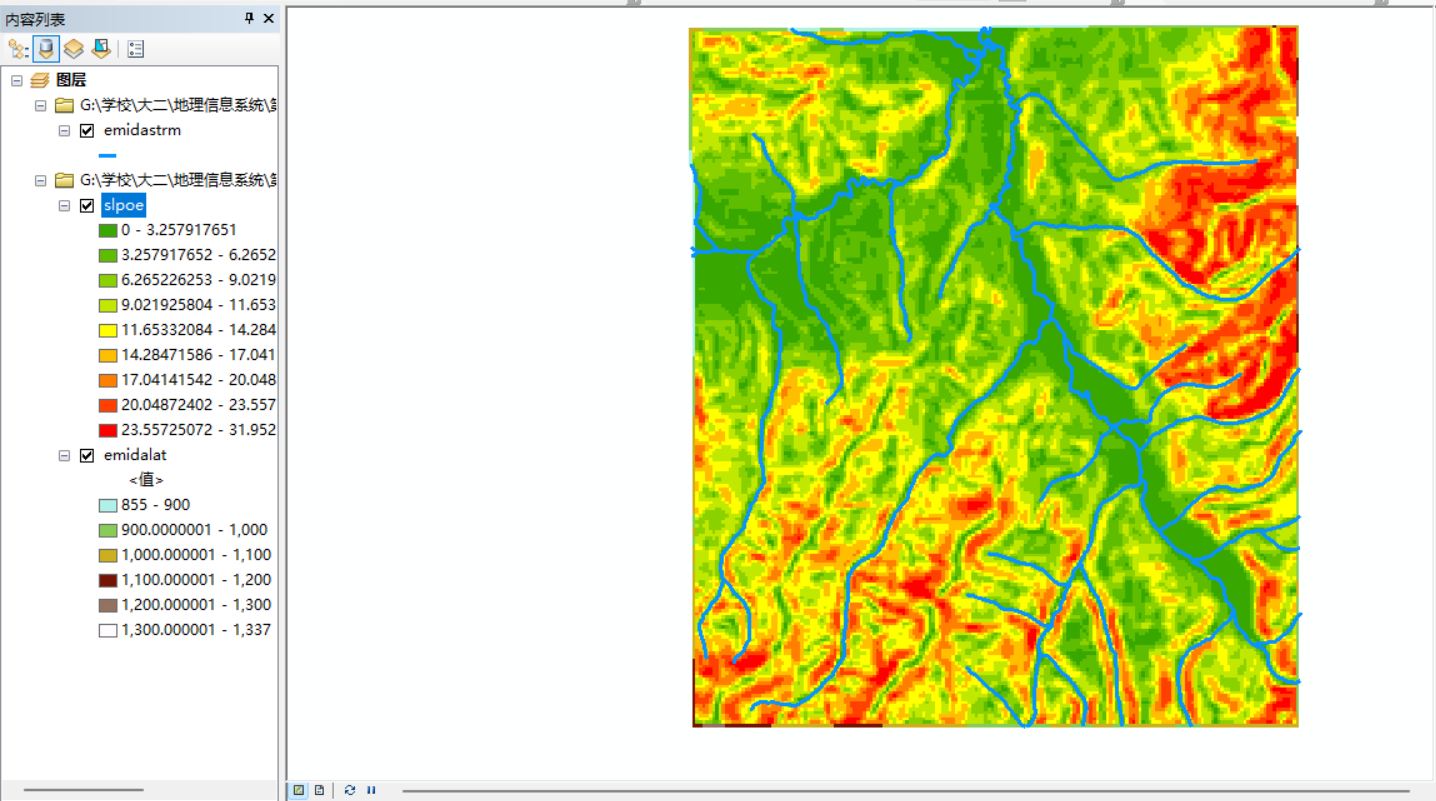 内容列表
图层
G:\学校\大二\地理信息系统\
emidastrm
G:\学校\大二\地理信息系统\
slpoe
0 - 3.257917651
3.257917652 - 6.2652
6.265226253 - 9.0219
9.021925804 - 11.653
11.65332084 - 14.284
14.28471586 - 17.041
17.04141542 - 20.048
20.04872402 - 23.557
23.55725072 - 31.952
emidalat
<值>
855 - 900
900.0000001 - 1,000
1,000.000001 - 1,100
1,100.000001 - 1,200
1,200.000001 - 1,300
1,300.000001 - 1,337